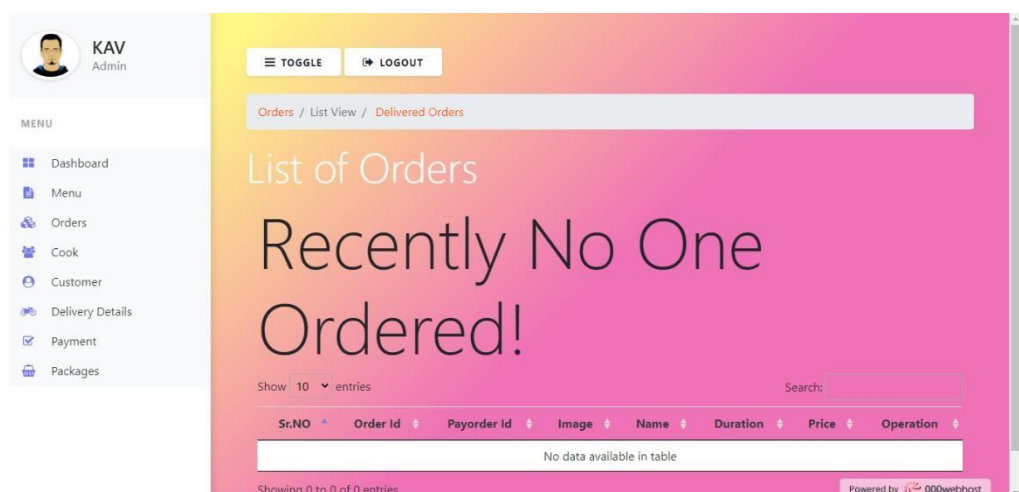 KAV
Admin
MENU
Dashboard
Menu
Orders
Cook
Customer
Delivery Details
Payment
Packages
TOGGLE LOGOUT
Orders / List View / Delivered Orders
List of Orders
Recently No One
Ordered!
Show 10 entries Search:
Sr.NO Order Id Payorder Id Image Name Duration Price Operation
No data available in table
Showing 0 to 0 of 0 entries
Powered by 000webhost